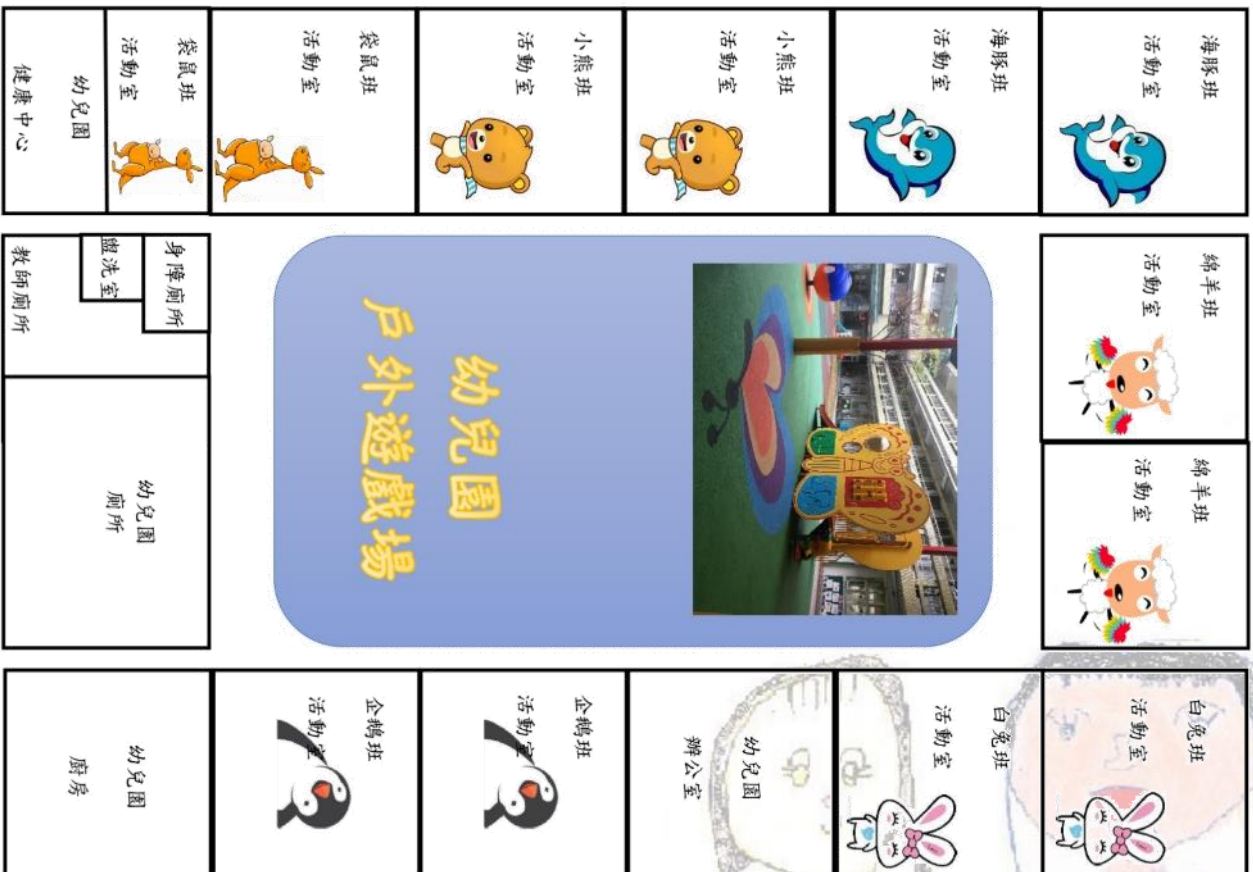 海豚班
活動室
綿羊班
活動室
綿羊班
活動室
白兔班
活動室
海豚班
活動室
白兔班
活動室
小熊班
活動室
幼兒園
辦公室
小熊班
活動室
幼兒園
戶外遊戲場
企鵝班
活動室
袋鼠班
活動室
企鵝班
活動室
袋鼠班
活動室
幼兒園
健康中心
身障廁所
盥洗室
教師廁所
幼兒園
廁所
幼兒園
廚房